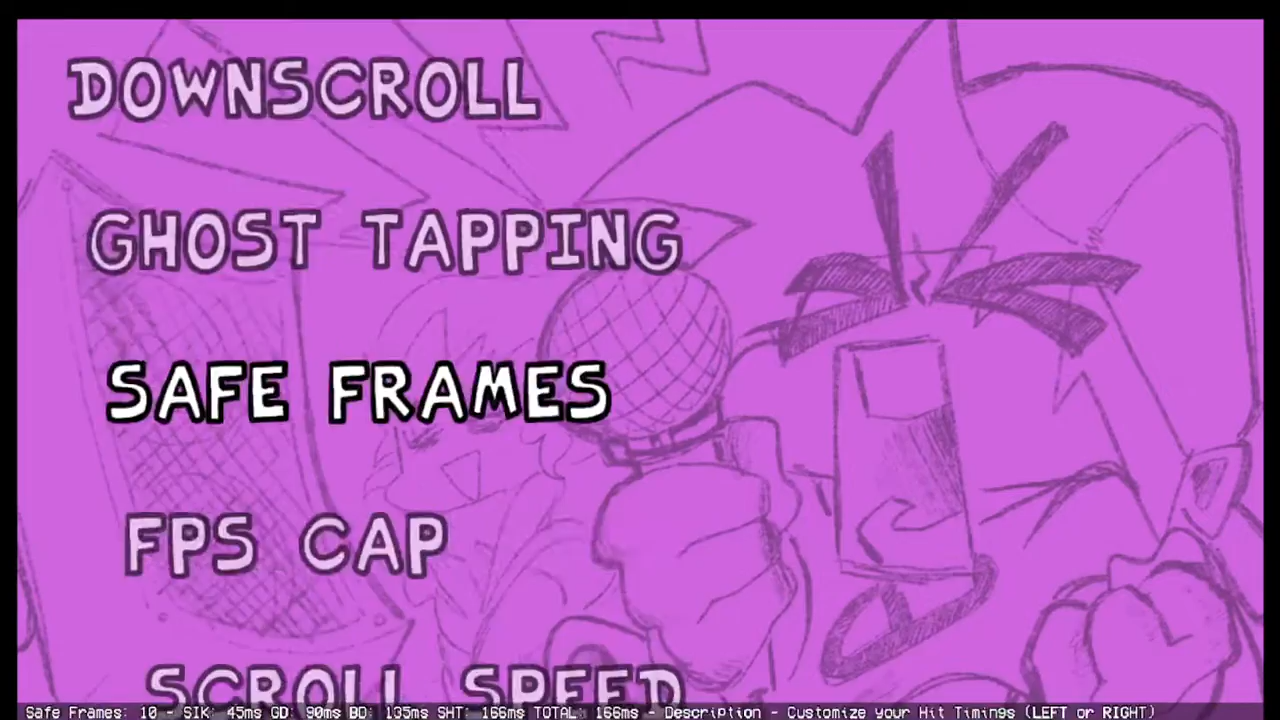 DOWNSCROLL
GHOST TAPPING
SAFE FRAMES
FPS CAP
SCROLL SPEED
Safe Frames: 10 - SIK: 45ms GD: 90ms BD: 135ms SHT: 166ms TOTAL: 166ms - Description - Customize your Hit Timings (LEFT or RIGHT)